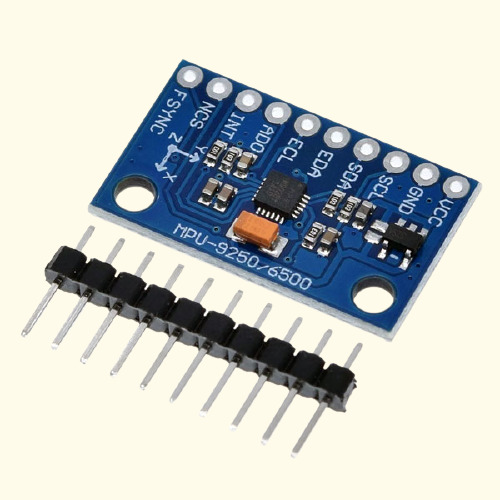 FSYNC
NCS
INT
ADO
ECL
EDA
SDA
SCL
GND
VCC
Z
Y
X
MPU-9250/6500